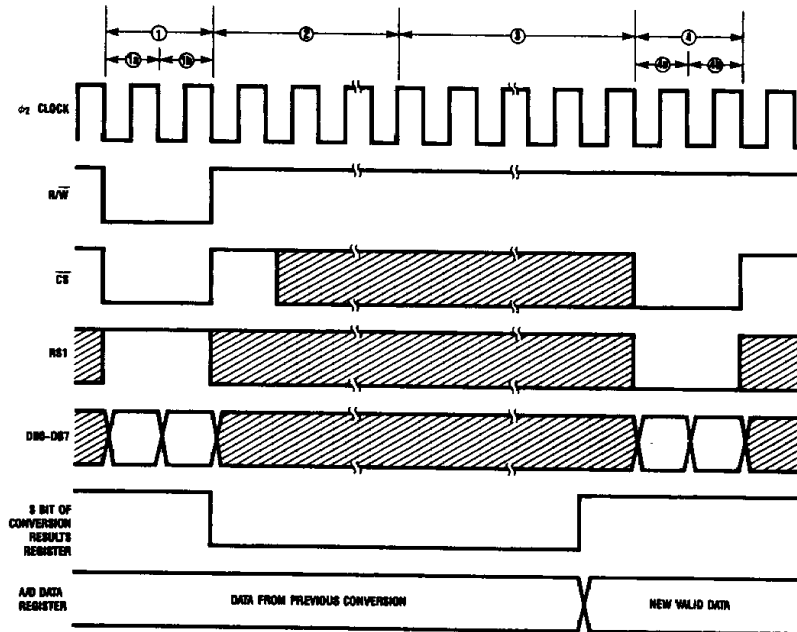 ① ② ③ ④
1a 1b 4a 4b
φ₂ CLOCK
R/W̅
C̅S̅
RS1
DB0–DB7
S BIT OF
CONVERSION
RESULTS
REGISTER
A/D DATA
REGISTER
DATA FROM PREVIOUS CONVERSION
NEW VALID DATA